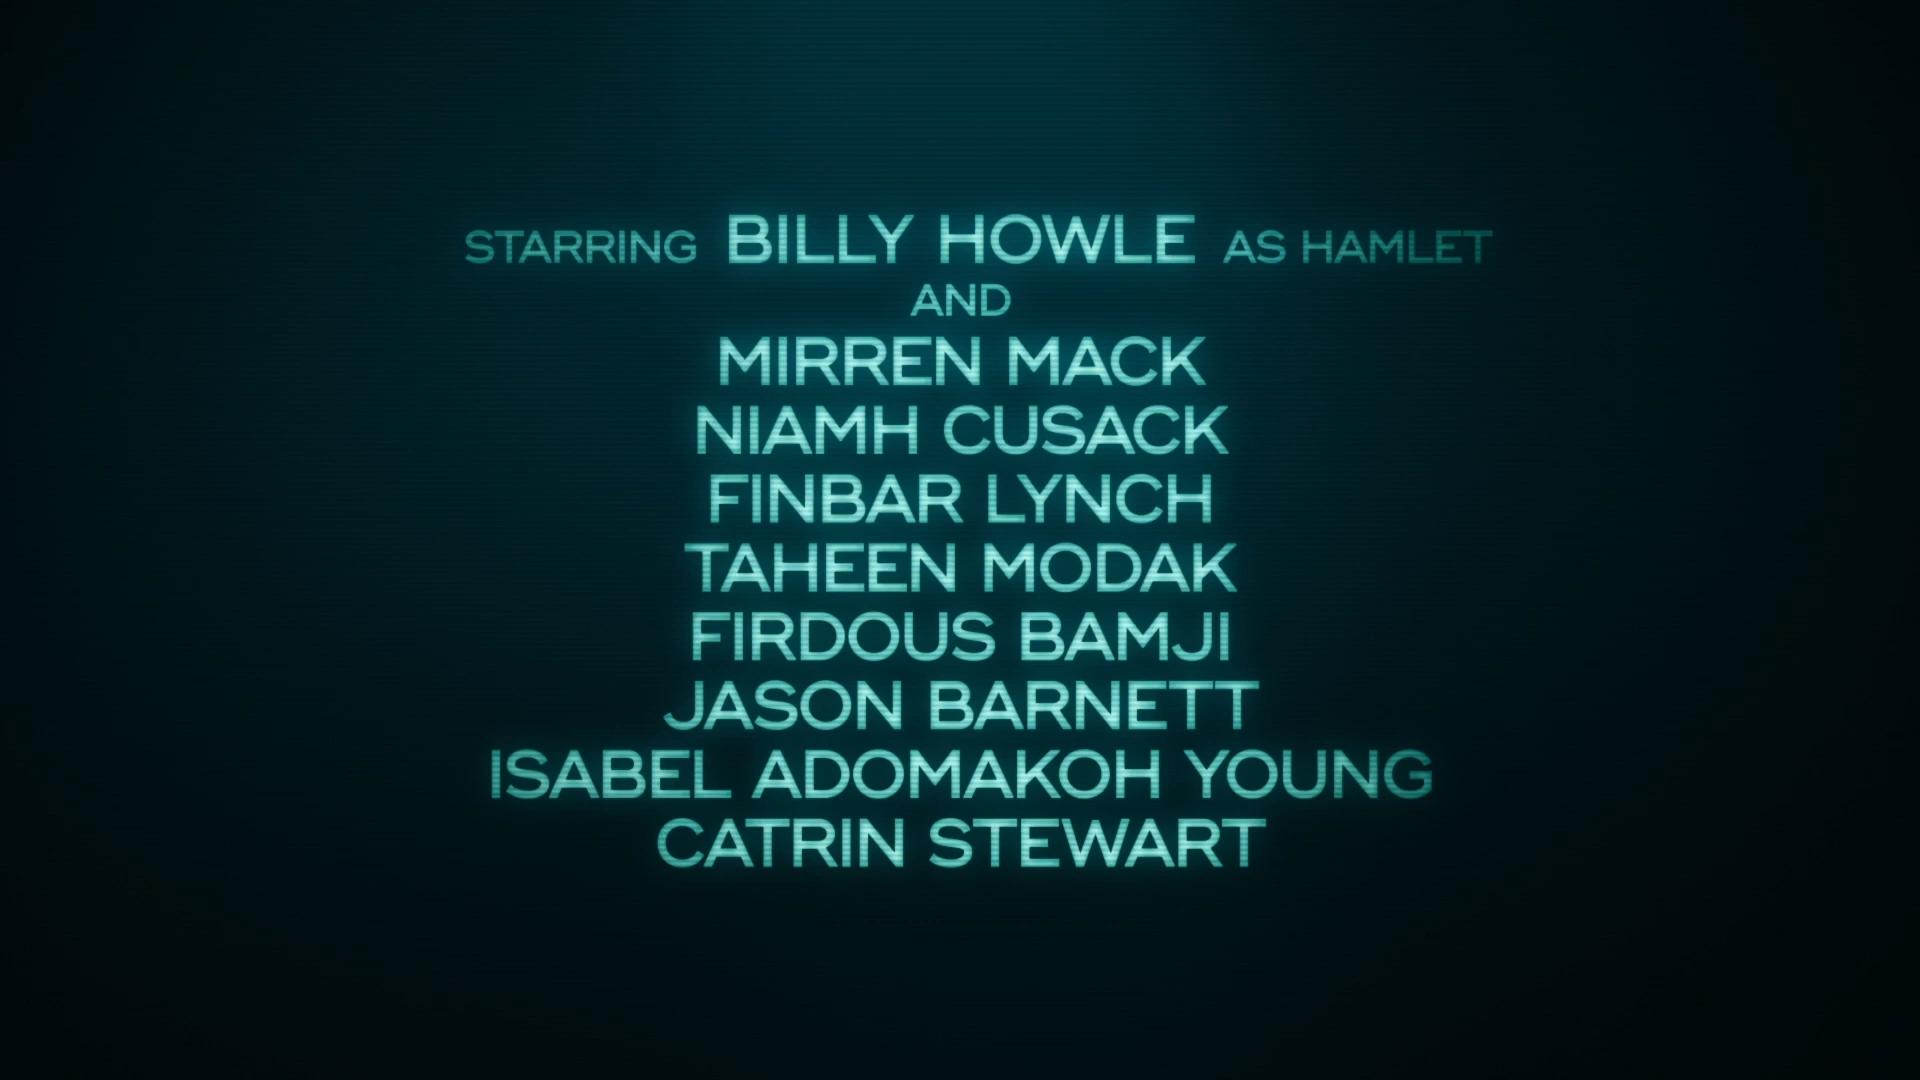 STARRING BILLY HOWLE AS HAMLET
AND
MIRREN MACK
NIAMH CUSACK
FINBAR LYNCH
TAHEEN MODAK
FIRDOUS BAMJI
JASON BARNETT
ISABEL ADOMAKOH YOUNG
CATRIN STEWART